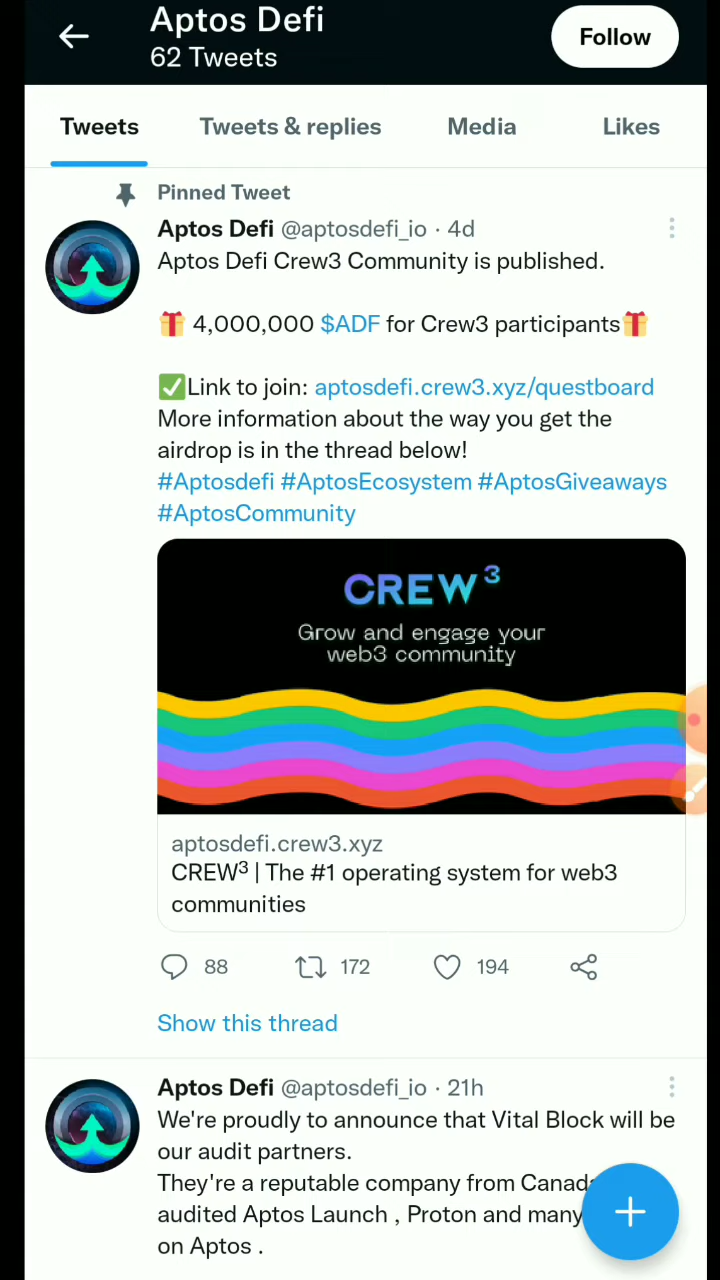 Aptos Defi
62 Tweets
Follow
Tweets
Tweets & replies
Media
Likes
Pinned Tweet
Aptos Defi @aptosdefi_io · 4d
Aptos Defi Crew3 Community is published.
🎁 4,000,000 $ADF for Crew3 participants🎁
✅Link to join: aptosdefi.crew3.xyz/questboard
More information about the way you get the
airdrop is in the thread below!
#Aptosdefi #AptosEcosystem #AptosGiveaways
#AptosCommunity
CREW³
Grow and engage your
web3 community
aptosdefi.crew3.xyz
CREW³ | The #1 operating system for web3
communities
88
172
194
Show this thread
Aptos Defi @aptosdefi_io · 21h
We're proudly to announce that Vital Block will be
our audit partners.
They're a reputable company from
audited Aptos Launch , Proton and many
on Aptos .